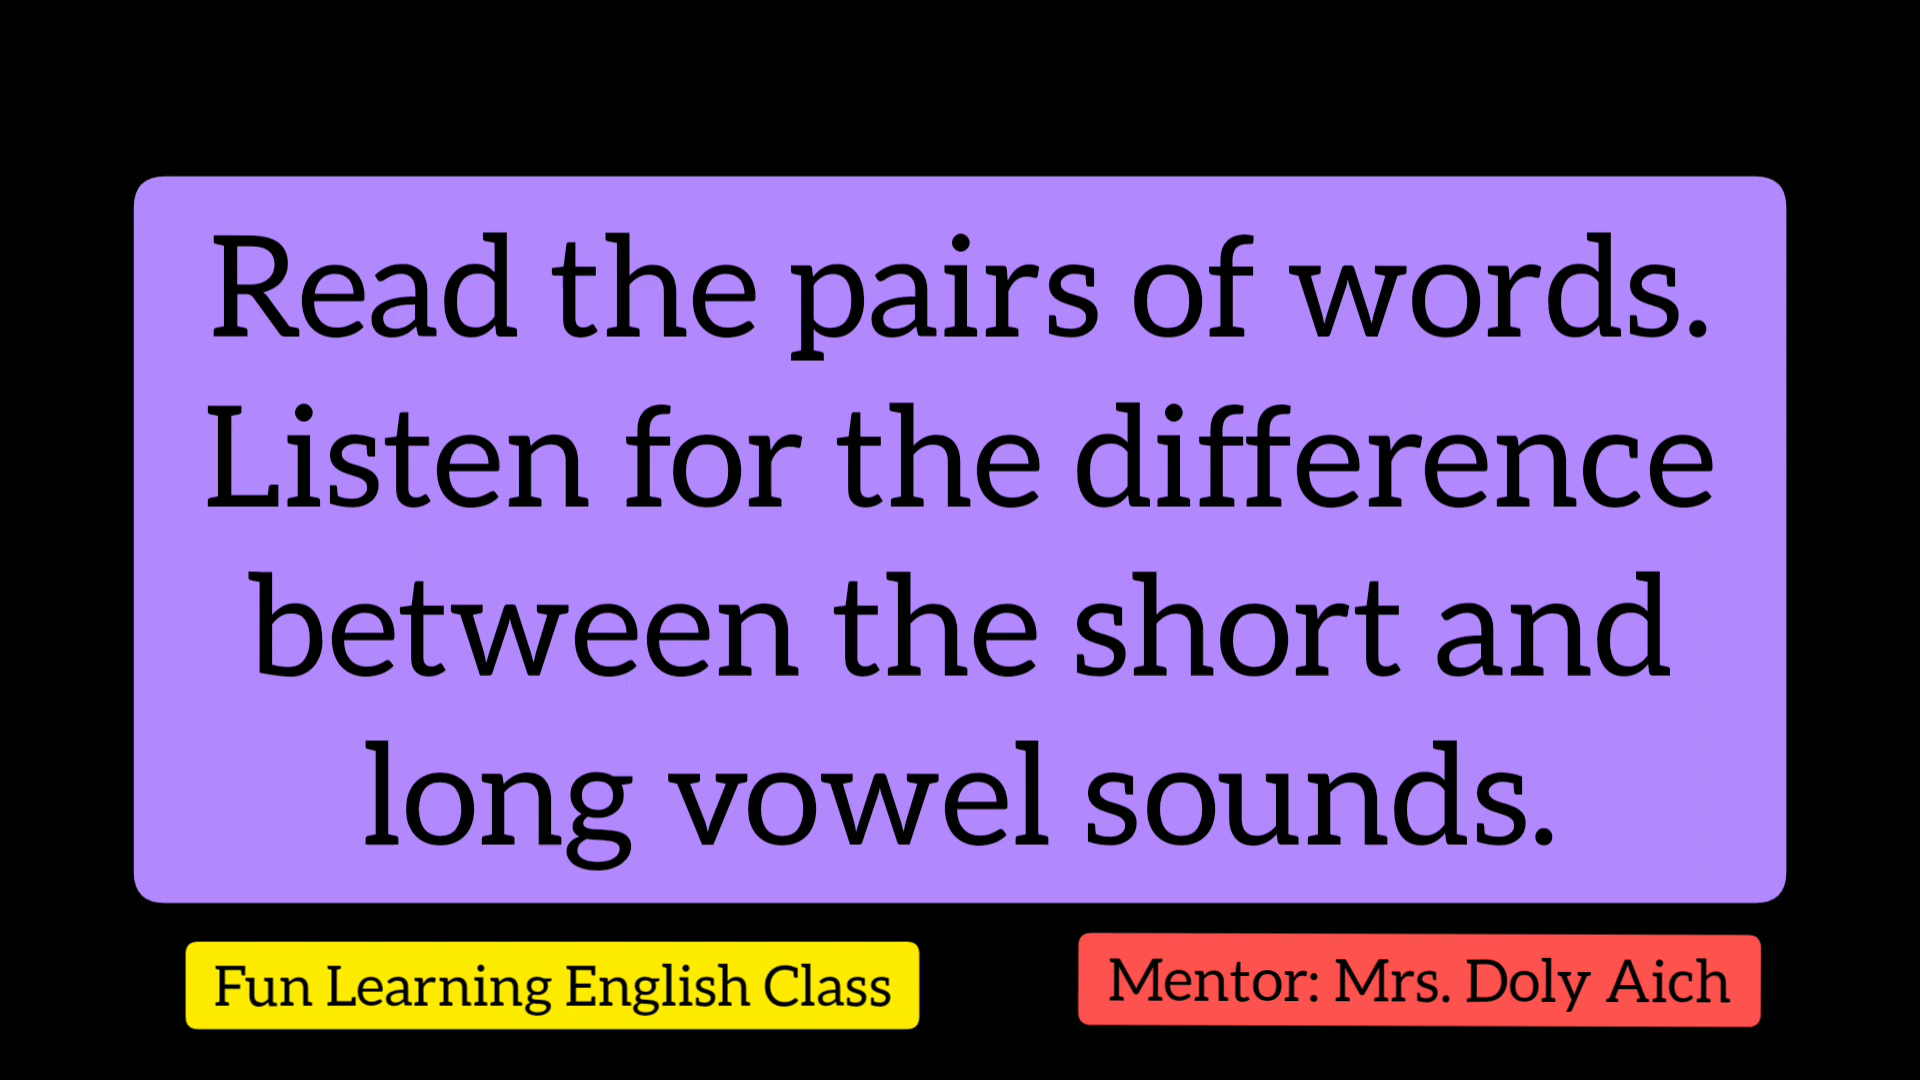 Read the pairs of words.
Listen for the difference
between the short and
long vowel sounds.
Fun Learning English Class
Mentor: Mrs. Doly Aich